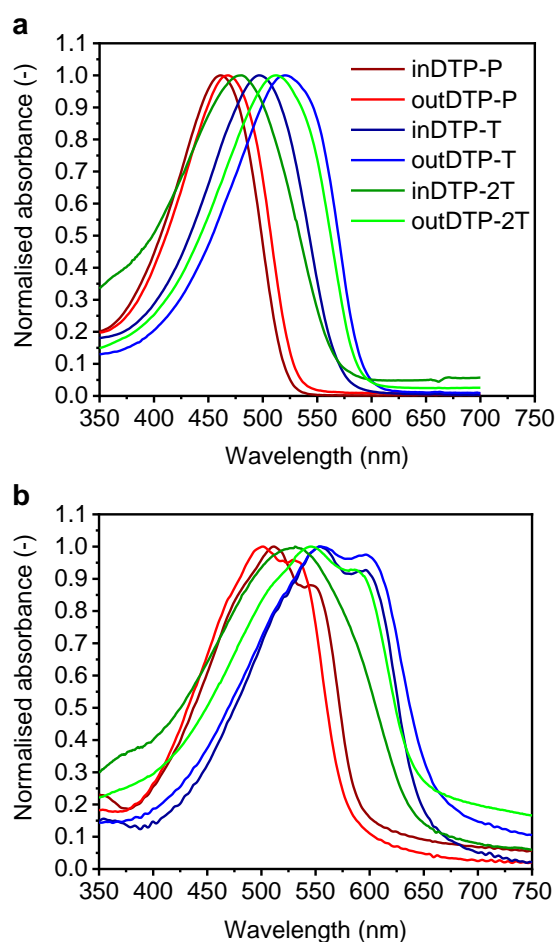 a
Normalised absorbance (-)
1.1
1.0
0.9
0.8
0.7
0.6
0.5
0.4
0.3
0.2
0.1
0.0
inDTP-P
outDTP-P
inDTP-T
outDTP-T
inDTP-2T
outDTP-2T
350 400 450 500 550 600 650 700 750
Wavelength (nm)
b
Normalised absorbance (-)
1.1
1.0
0.9
0.8
0.7
0.6
0.5
0.4
0.3
0.2
0.1
0.0
350 400 450 500 550 600 650 700 750
Wavelength (nm)